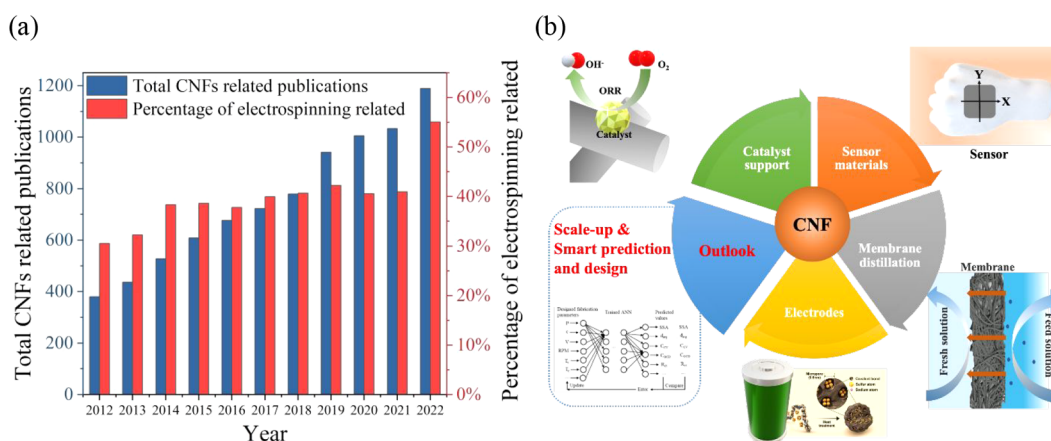 (a)
Total CNFs related publications
Percentage of electrospinning related
1200
1000
800
600
400
200
0
60%
50%
40%
30%
20%
10%
0%
2012 2013 2014 2015 2016 2017 2018 2019 2020 2021 2022
Year
Total CNFs related publications
Percentage of electrospinning related
(b)
OH-
O2
ORR
Catalyst
Y
X
Sensor
Catalyst
support
Sensor
materials
CNF
Membrane
distillation
Outlook
Electrodes
Scale-up &
Smart prediction
and design
Designed fabrication
parameters
Trained ANN
Predicted
values
RPM
SSA
SSA
Update
Error
Compare
Membrane
Fresh solution
Feed solution